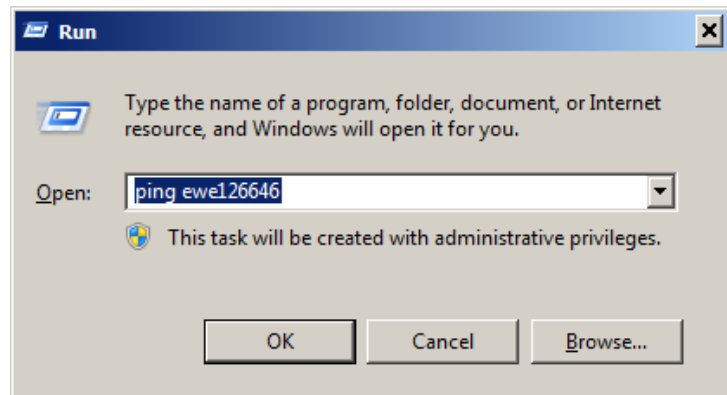 Run
Type the name of a program, folder, document, or Internet
resource, and Windows will open it for you.
Open: ping ewe126646
This task will be created with administrative privileges.
OK Cancel Browse...